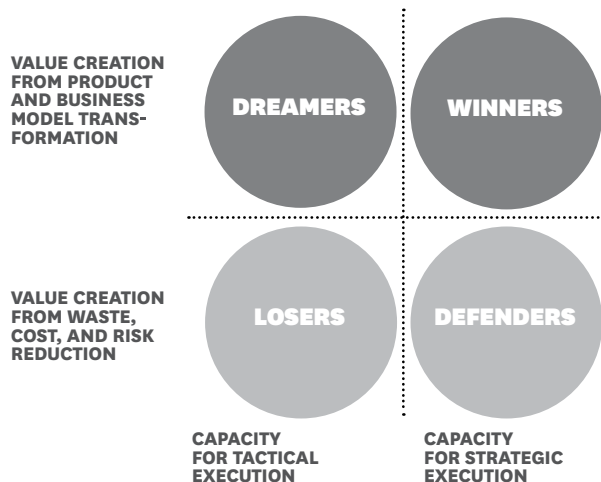 VALUE CREATION
FROM PRODUCT
AND BUSINESS
MODEL TRANS-
FORMATION
DREAMERS
WINNERS
VALUE CREATION
FROM WASTE,
COST, AND RISK
REDUCTION
LOSERS
DEFENDERS
CAPACITY
FOR TACTICAL
EXECUTION
CAPACITY
FOR STRATEGIC
EXECUTION